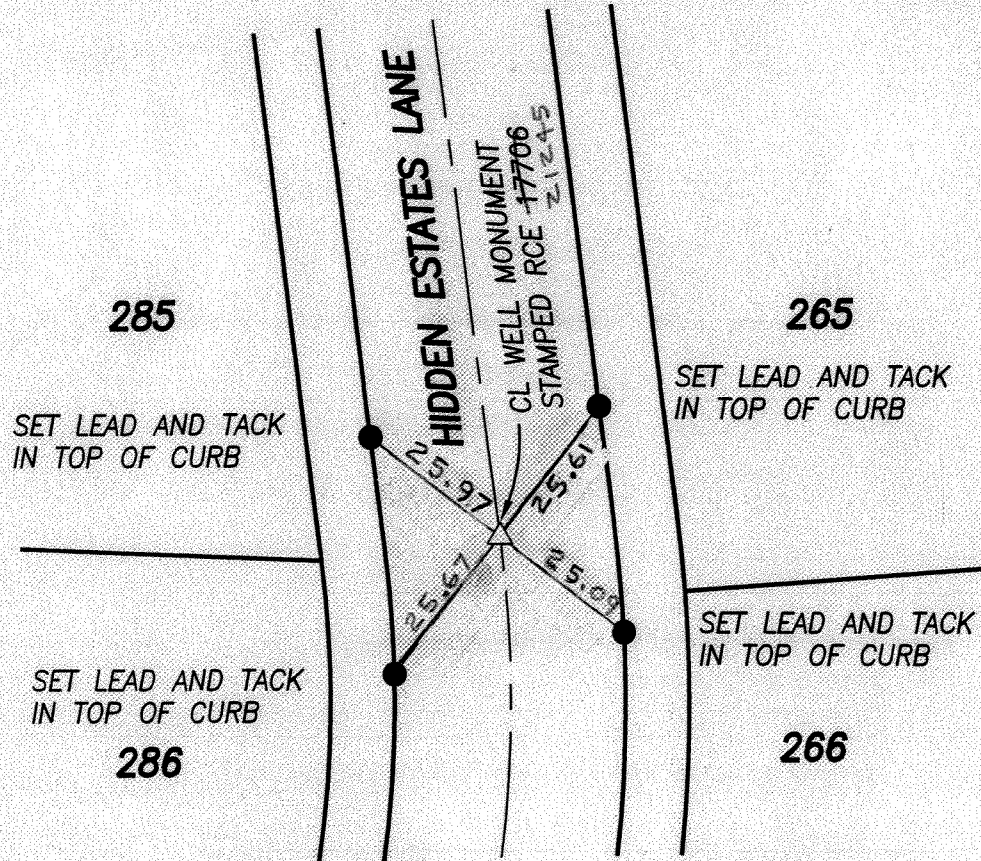 HIDDEN ESTATES LANE
CL WELL MONUMENT
STAMPED RCE 17706
21245
285
265
SET LEAD AND TACK
IN TOP OF CURB
SET LEAD AND TACK
IN TOP OF CURB
25.97
25.61
25.67
25.09
SET LEAD AND TACK
IN TOP OF CURB
SET LEAD AND TACK
IN TOP OF CURB
286
266